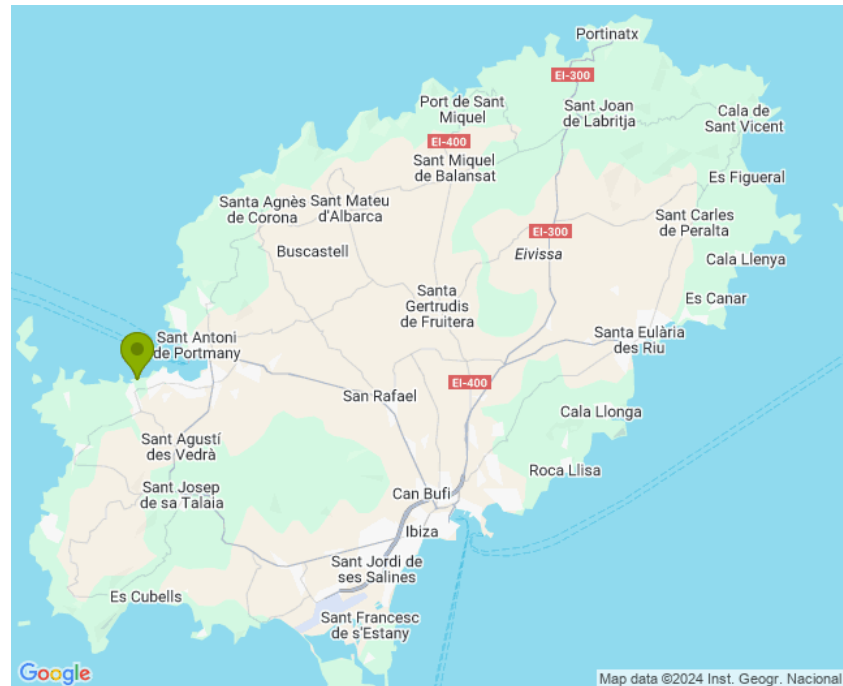 Portinatx
EI-300
Port de Sant
Miquel
Sant Joan
de Labritja
Cala de
Sant Vicent
EI-400
Sant Miquel
de Balansat
Es Figueral
Santa Agnès
de Corona
Sant Mateu
d'Albarca
Sant Carles
de Peralta
EI-300
Buscastell
Eivissa
Cala Llenya
Santa
Gertrudis
de Fruitera
Es Canar
Sant Antoni
de Portmany
Santa Eulària
des Riu
EI-400
San Rafael
Cala Llonga
Sant Agustí
des Vedrà
Roca Llisa
Sant Josep
de sa Talaia
Can Bufi
Ibiza
Sant Jordi de
ses Salines
Es Cubells
Sant Francesc
de s'Estany
Google
Map data ©2024 Inst. Geogr. Nacional